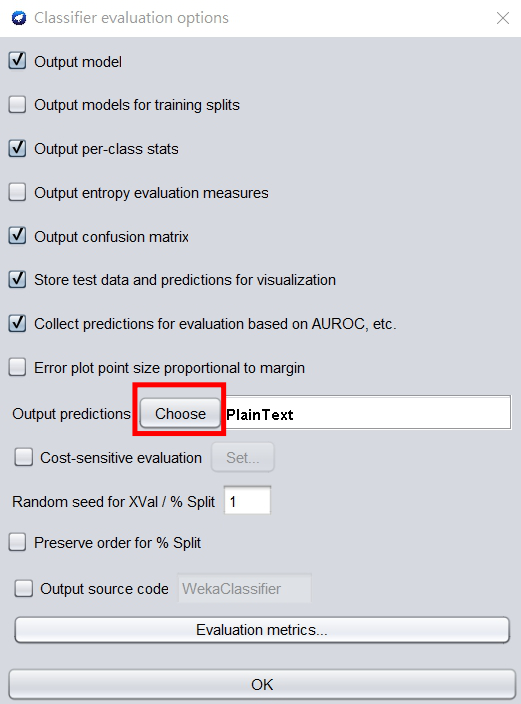 Classifier evaluation options
Output model
Output models for training splits
Output per-class stats
Output entropy evaluation measures
Output confusion matrix
Store test data and predictions for visualization
Collect predictions for evaluation based on AUROC, etc.
Error plot point size proportional to margin
Output predictions Choose PlainText
Cost-sensitive evaluation Set...
Random seed for XVal / % Split 1
Preserve order for % Split
Output source code WekaClassifier
Evaluation metrics...
OK